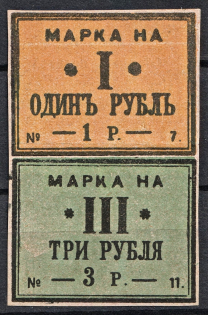 МАРКА НА
• I •
ОДИНЪ РУБЛЬ
№ — 1 Р. — 7.
МАРКА НА
• III •
ТРИ РУБЛЯ
№ — 3 Р. — 11.